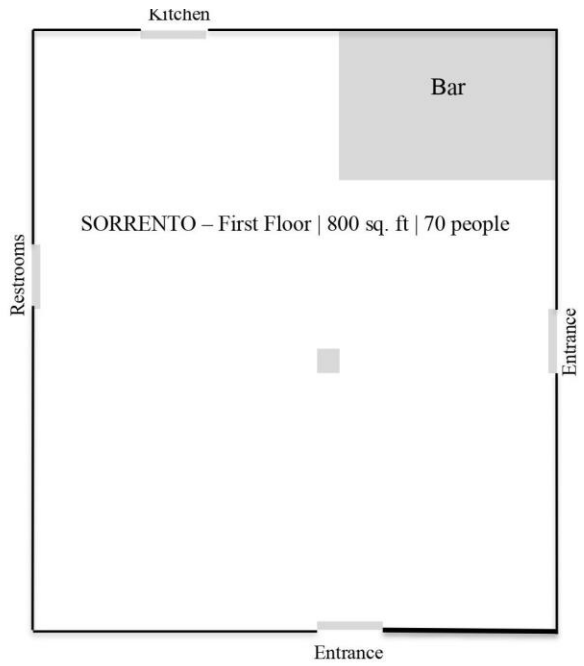 Kitchen
Bar
SORRENTO – First Floor | 800 sq. ft | 70 people
Restrooms
Entrance
Entrance